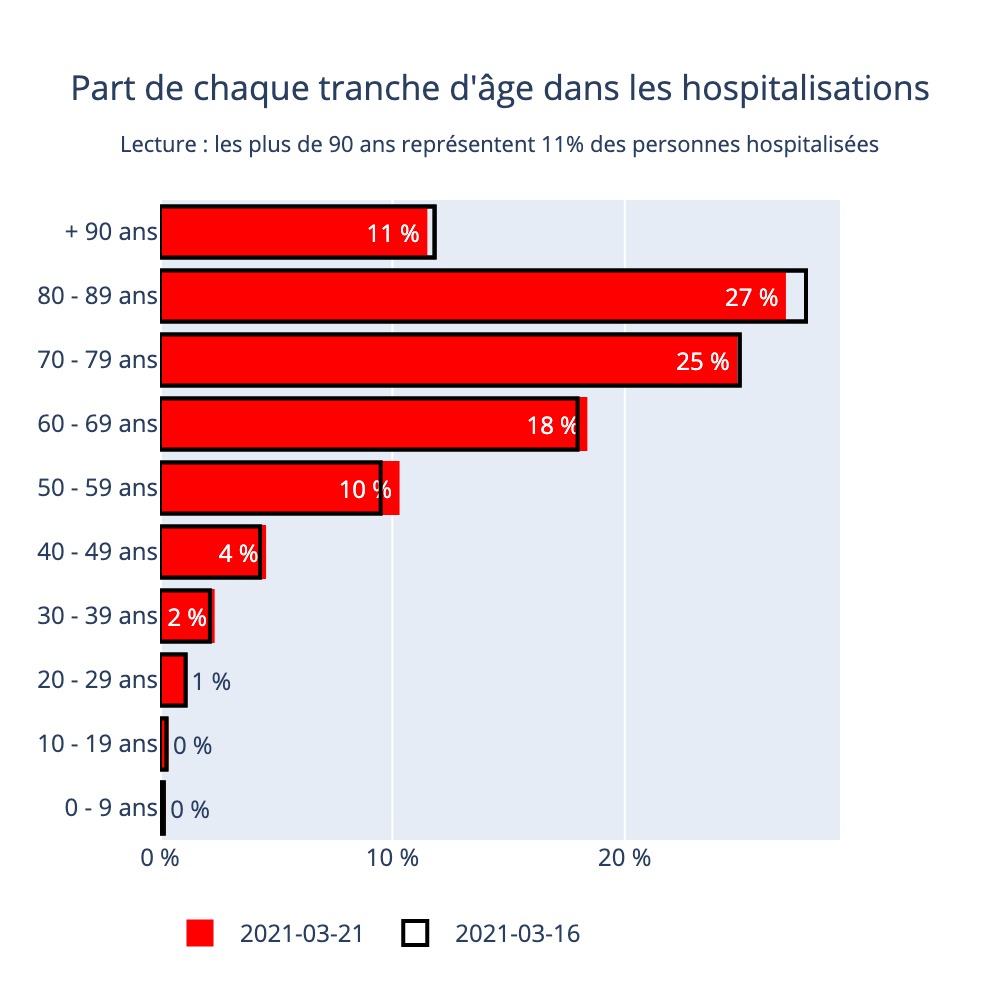 Part de chaque tranche d'âge dans les hospitalisations
Lecture : les plus de 90 ans représentent 11% des personnes hospitalisées
+ 90 ans 11 %
80 - 89 ans 27 %
70 - 79 ans 25 %
60 - 69 ans 18 %
50 - 59 ans 10 %
40 - 49 ans 4 %
30 - 39 ans 2 %
20 - 29 ans 1 %
10 - 19 ans 0 %
0 - 9 ans 0 %
0 % 10 % 20 %
2021-03-21 2021-03-16